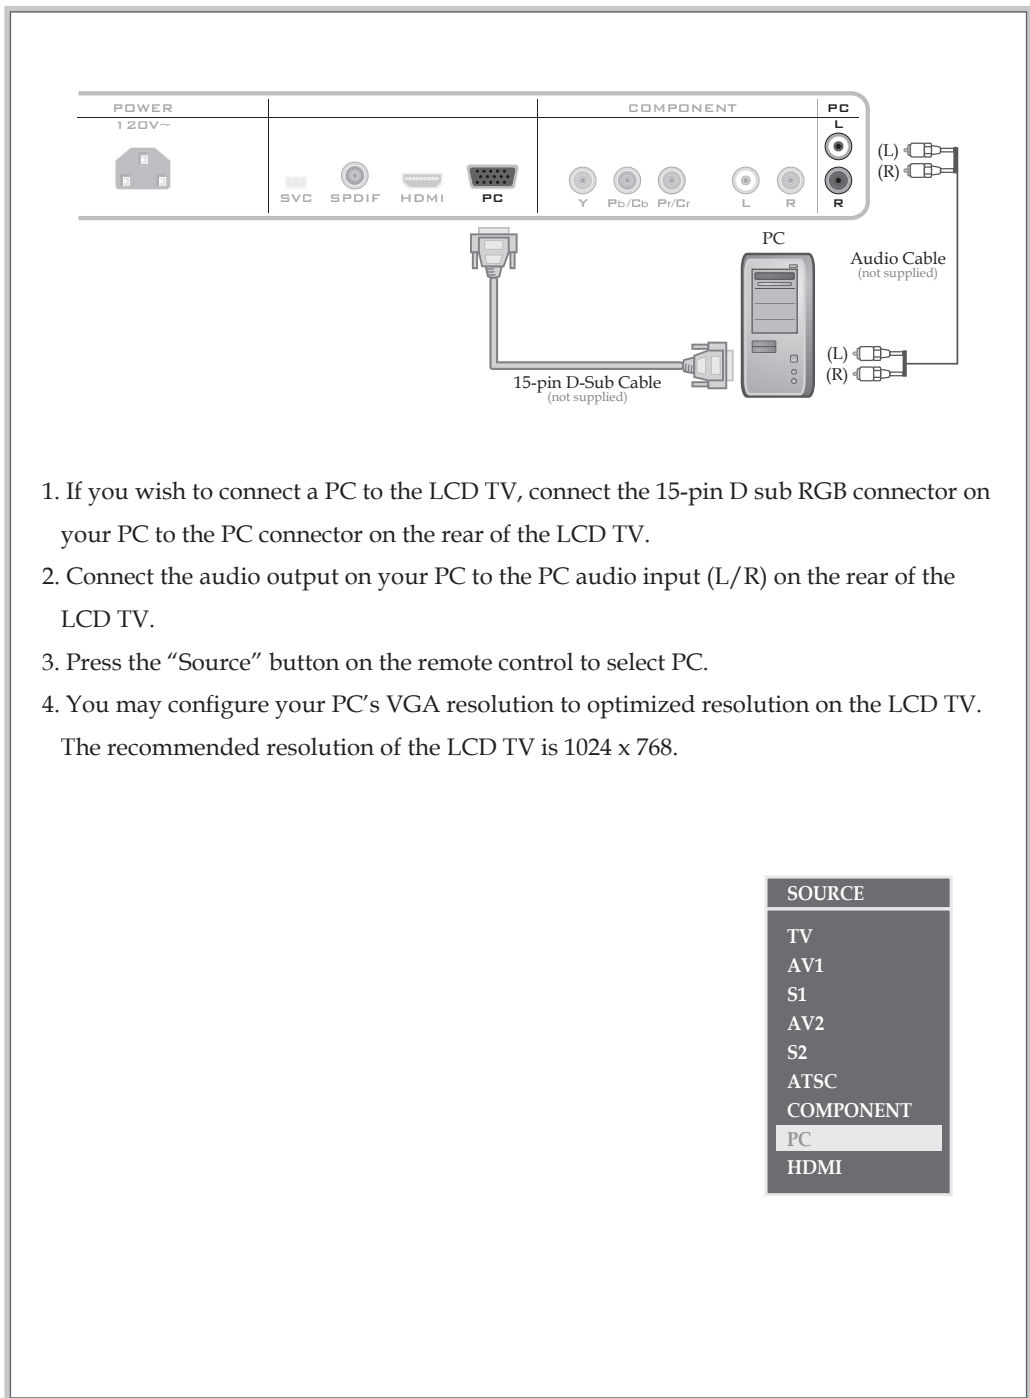 POWER
120V~
COMPONENT
PC
L
SVC
SPDIF
HDMI
PC
Y
Pb/Cb
Pr/Cr
L
R
R
(L)
(R)
PC
Audio Cable
(not supplied)
(L)
(R)
15-pin D-Sub Cable
(not supplied)
1. If you wish to connect a PC to the LCD TV, connect the 15-pin D sub RGB connector on
your PC to the PC connector on the rear of the LCD TV.
2. Connect the audio output on your PC to the PC audio input (L/R) on the rear of the
LCD TV.
3. Press the “Source” button on the remote control to select PC.
4. You may configure your PC’s VGA resolution to optimized resolution on the LCD TV.
The recommended resolution of the LCD TV is 1024 x 768.
SOURCE
TV
AV1
S1
AV2
S2
ATSC
COMPONENT
PC
HDMI